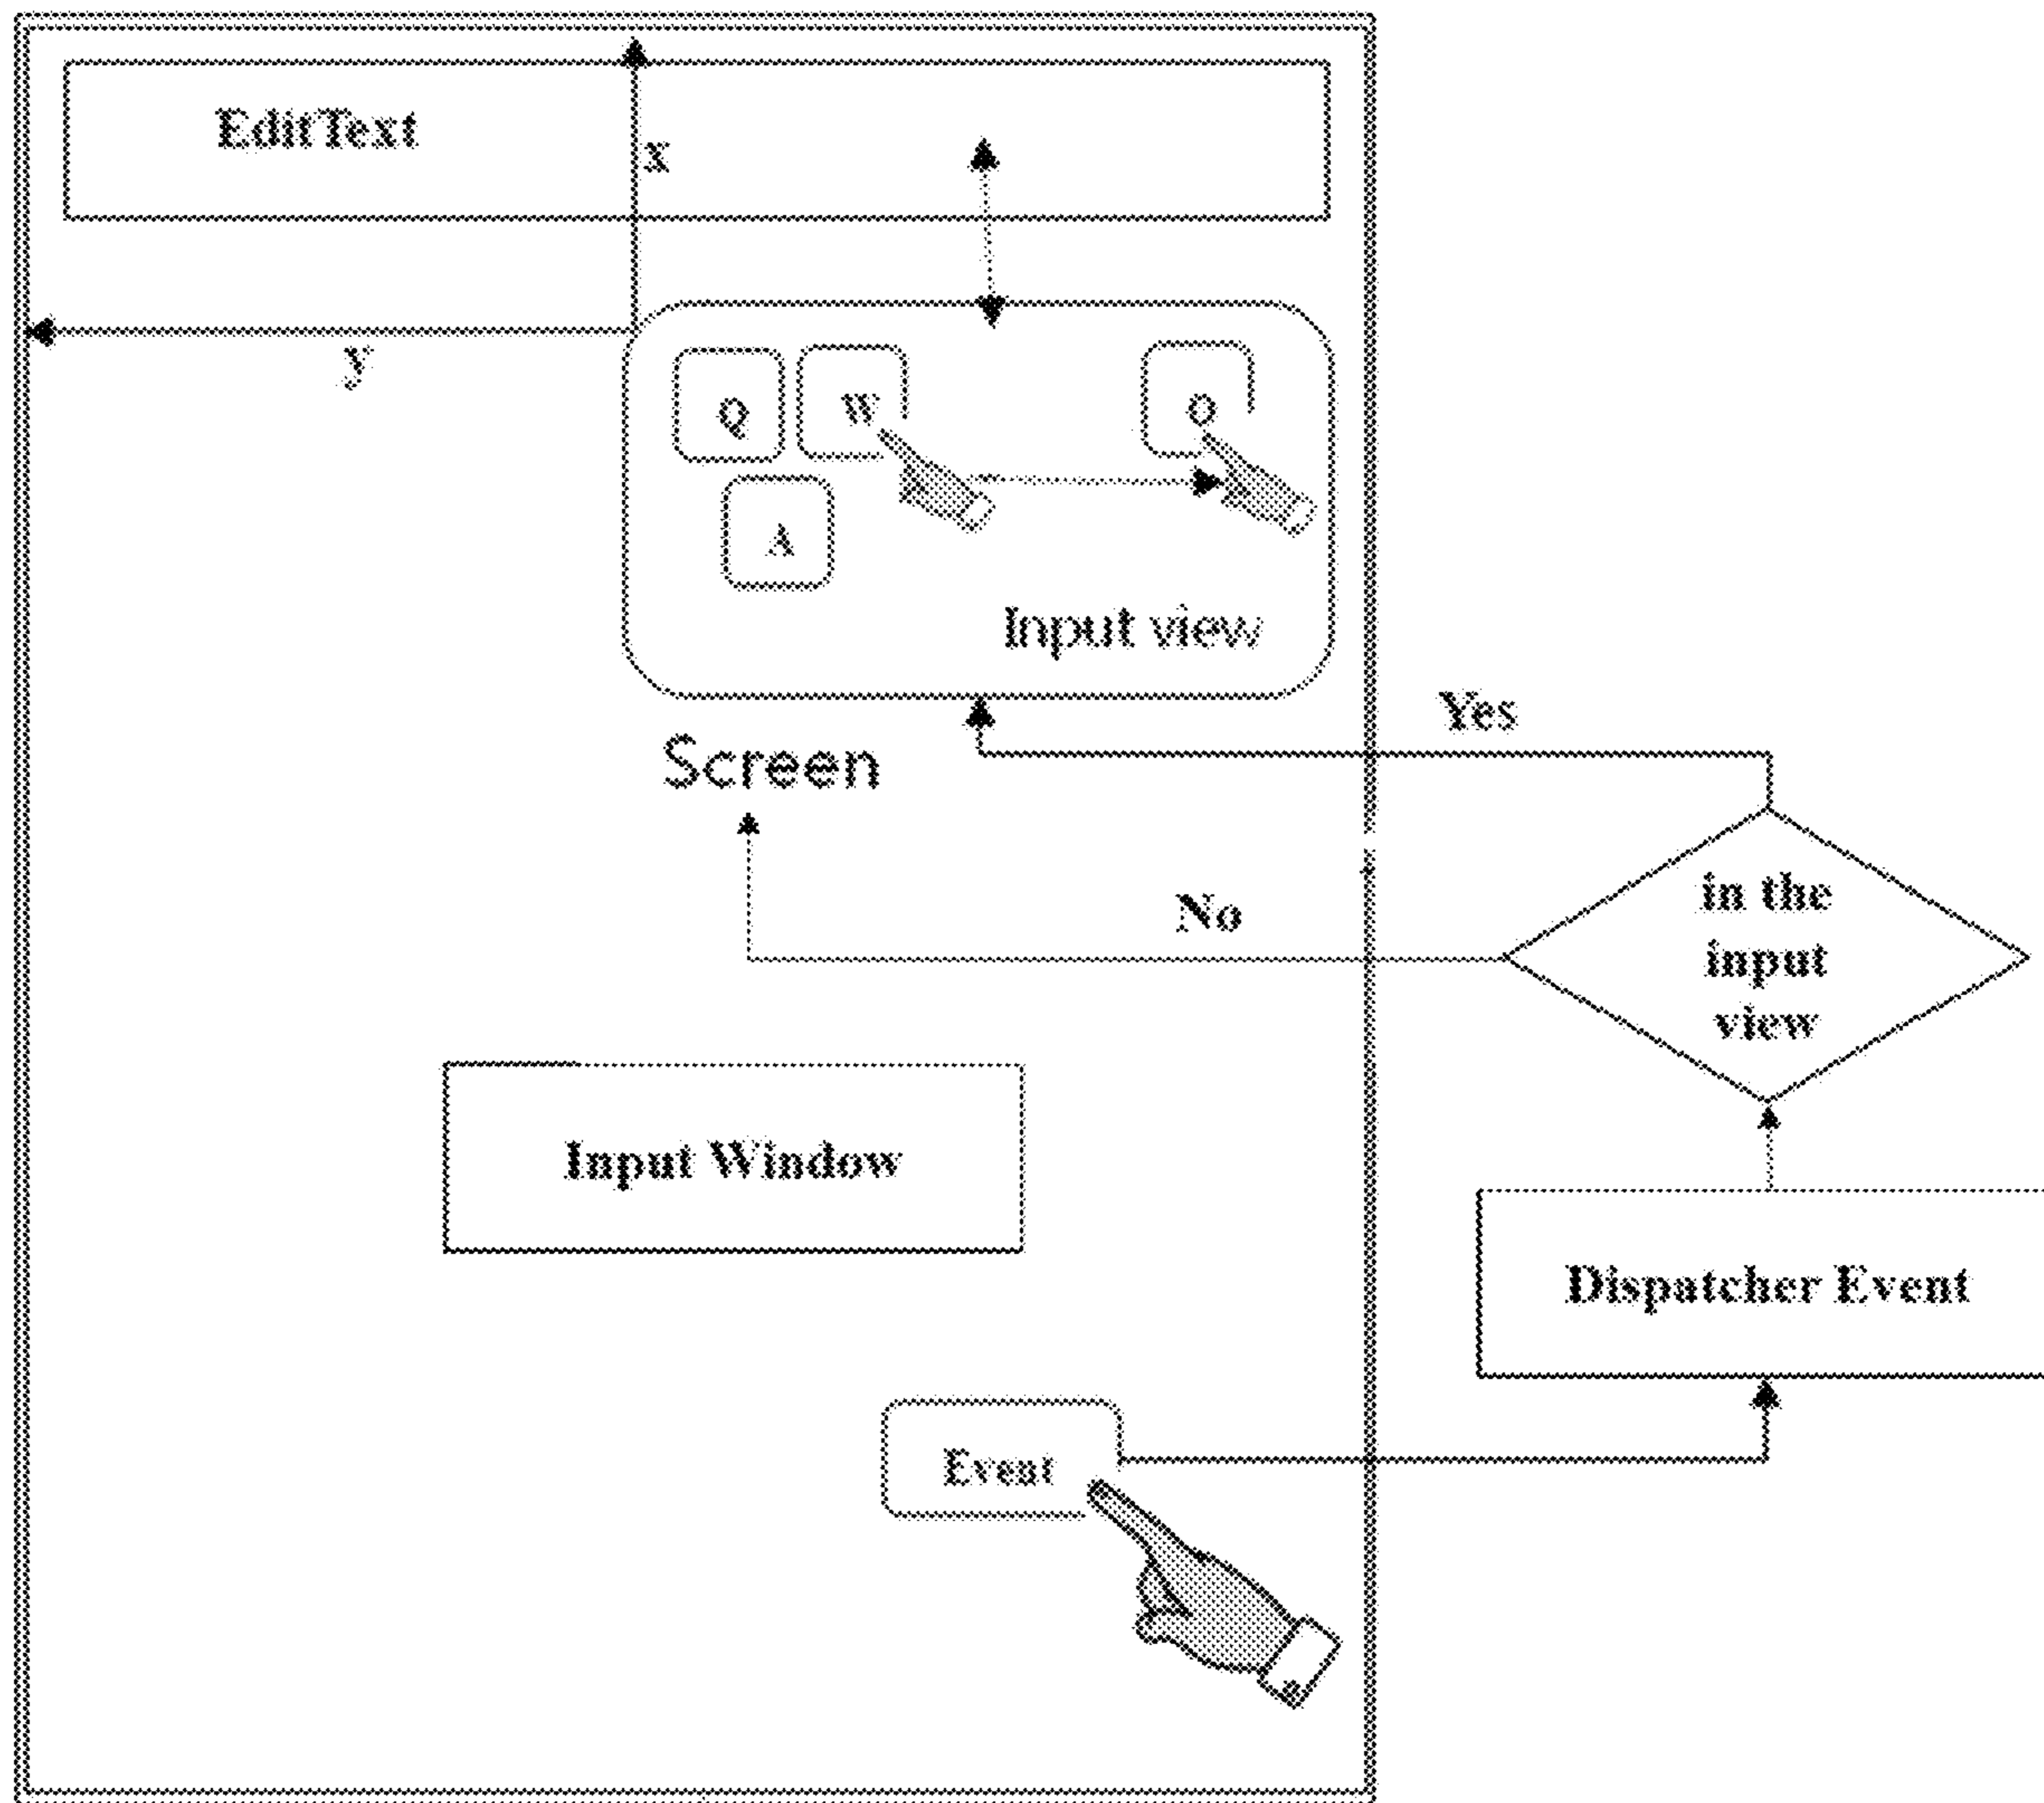 EditText
x
y
Q W O
A
Input view
Yes
Screen
No
in the
input
view
Input Window
Dispatcher Event
Event